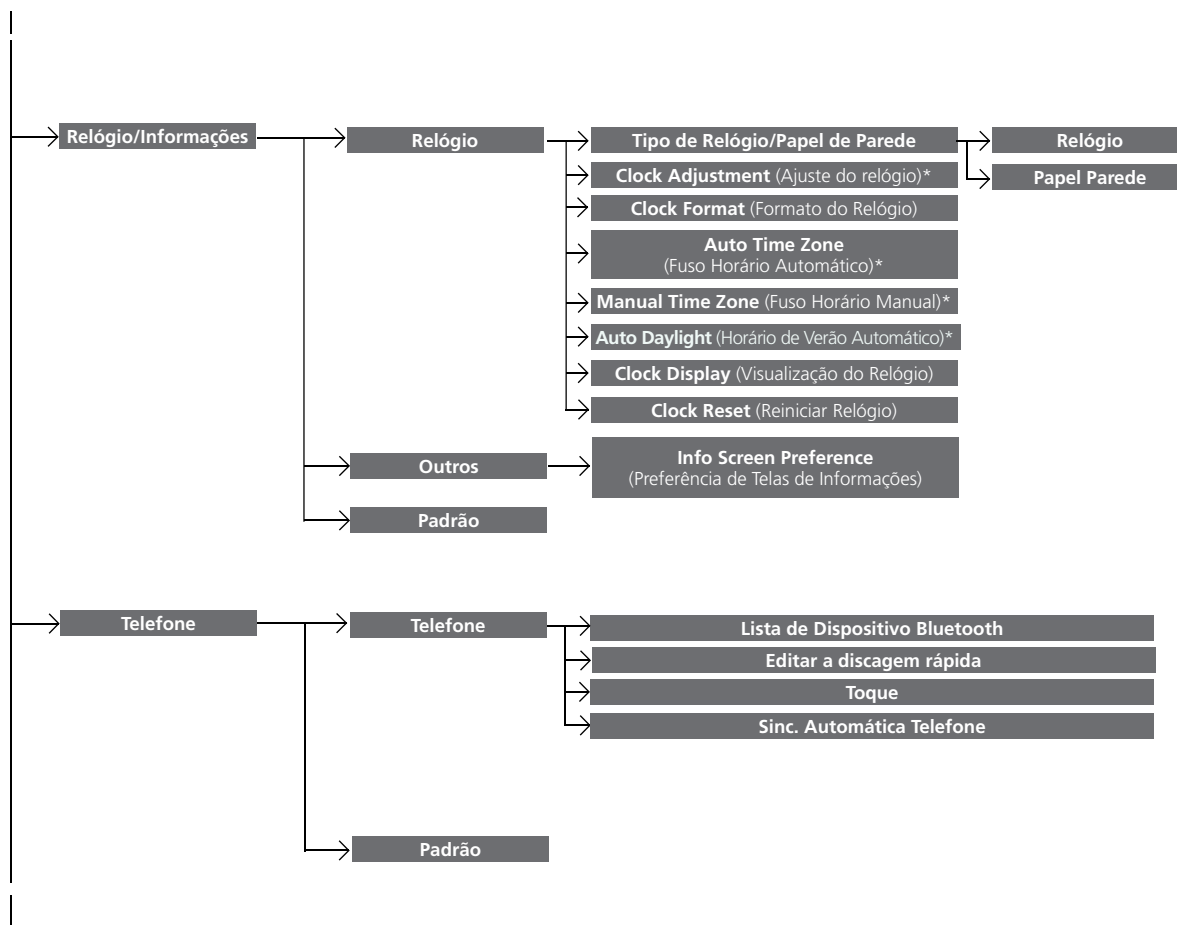 Relógio/Informações
Relógio
Tipo de Relógio/Papel de Parede
Relógio
Papel Parede
Clock Adjustment (Ajuste do relógio)*
Clock Format (Formato do Relógio)
Auto Time Zone
(Fuso Horário Automático)*
Manual Time Zone (Fuso Horário Manual)*
Auto Daylight (Horário de Verão Automático)*
Clock Display (Visualização do Relógio)
Clock Reset (Reiniciar Relógio)
Outros
Info Screen Preference
(Preferência de Telas de Informações)
Padrão
Telefone
Telefone
Lista de Dispositivo Bluetooth
Editar a discagem rápida
Toque
Sinc. Automática Telefone
Padrão